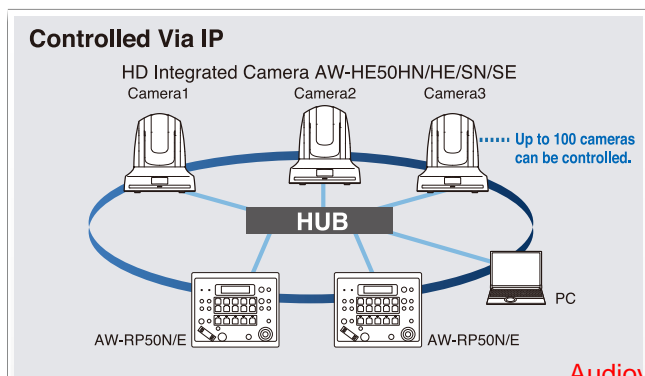 Controlled Via IP
HD Integrated Camera AW-HE50HN/HE/SN/SE
Camera1
Camera2
Camera3
Up to 100 cameras
can be controlled.
HUB
PC
AW-RP50N/E
AW-RP50N/E